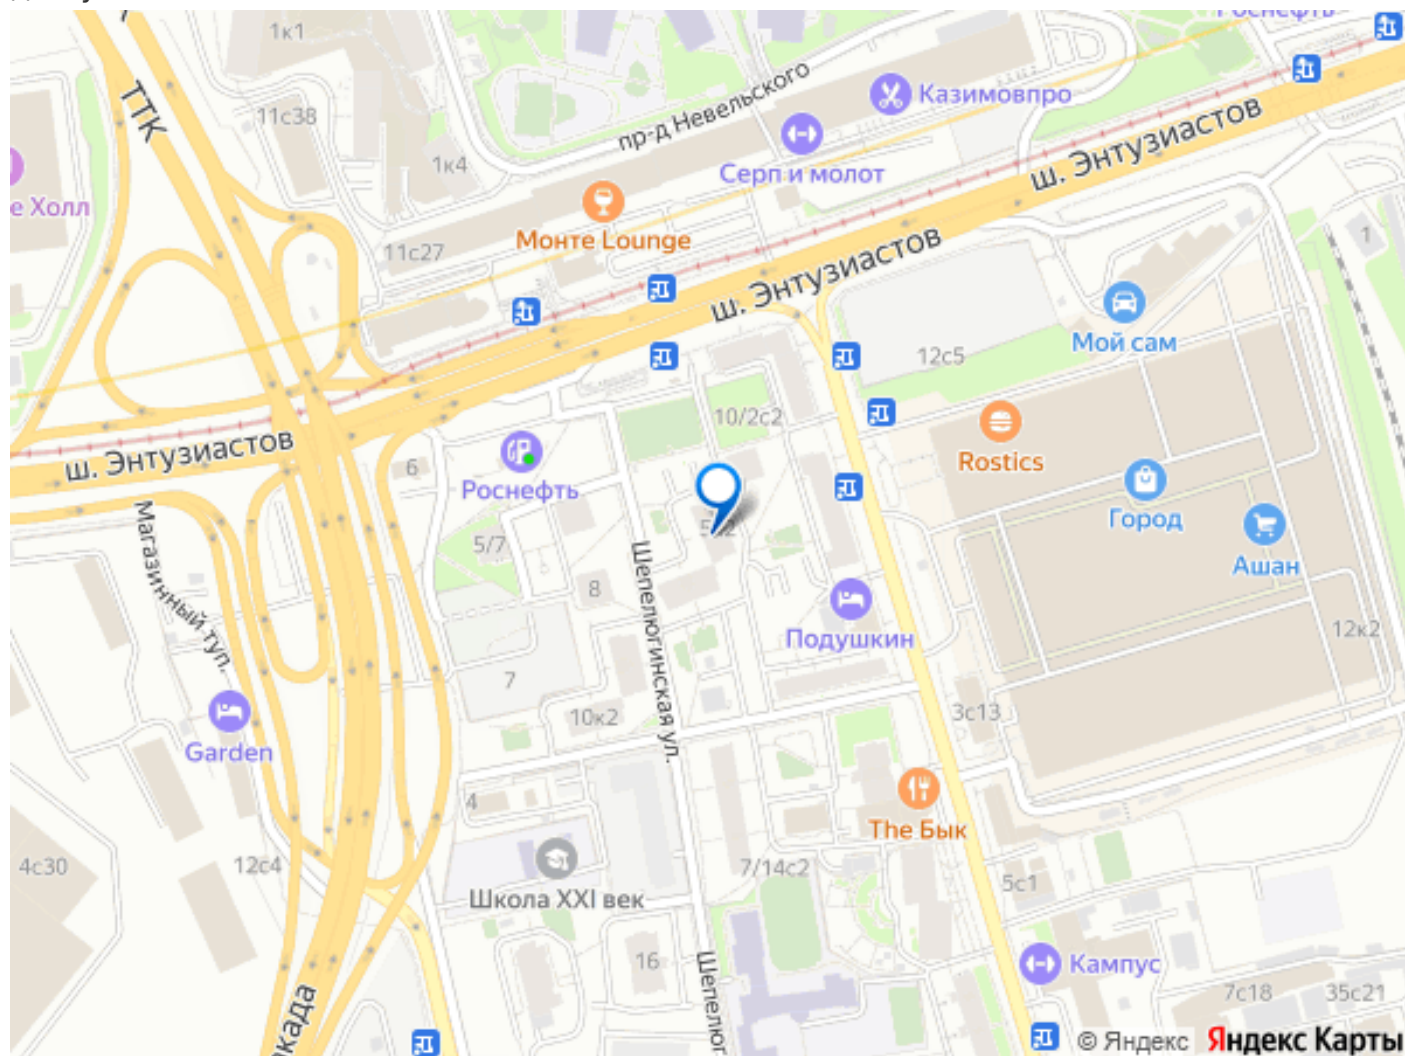 1к1
Роснефть
ТТК
11с38
пр-д Невельского
Казимовпро
1к4
Серп и молот
ш. Энтузиастов
е Холл
Монте Lounge
11с27
ш. Энтузиастов
1
Мой сам
12с5
10/2с2
ш. Энтузиастов
6
Роснефть
Rostics
Город
Ашан
Магазинный туп.
5/7
8
Шепелюгинская ул.
Подушкин
12к2
7
10к2
3с13
Garden
4
The Бык
4с30
12с4
7/14с2
5с1
Школа XXI век
16
Шепелюг
Кампус
7с18
35с21
акада
© Яндекс Яндекс Карты